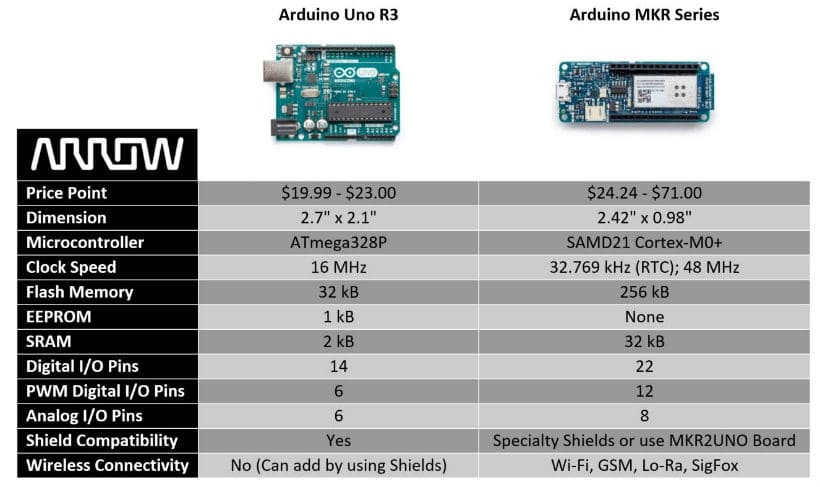 Arduino Uno R3 Arduino MKR Series
ARROW
Price Point $19.99 - $23.00 $24.24 - $71.00
Dimension 2.7" x 2.1" 2.42" x 0.98"
Microcontroller ATmega328P SAMD21 Cortex-M0+
Clock Speed 16 MHz 32.769 kHz (RTC); 48 MHz
Flash Memory 32 kB 256 kB
EEPROM 1 kB None
SRAM 2 kB 32 kB
Digital I/O Pins 14 22
PWM Digital I/O Pins 6 12
Analog I/O Pins 6 8
Shield Compatibility Yes Specialty Shields or use MKR2UNO Board
Wireless Connectivity No (Can add by using Shields) Wi-Fi, GSM, Lo-Ra, SigFox